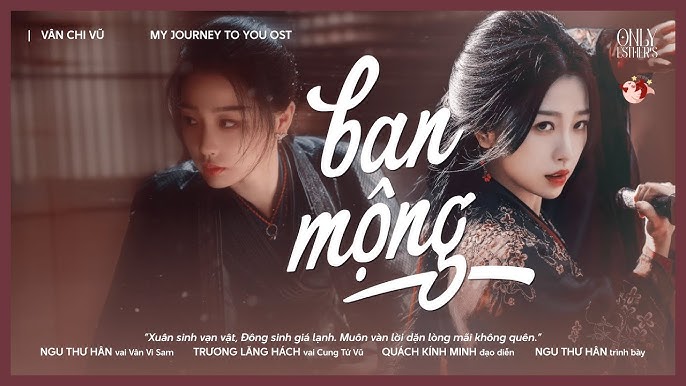 | VÂN CHI VŨ
MY JOURNEY TO YOU OST
ONLY
ESTHER'S
bạn
mộng
"Xuân sinh vạn vật, Đông sinh giá lạnh. Muôn vàn lời dặn lòng mãi không quên."
NGU THƯ HÂN vai Vân Vi Sam
TRƯƠNG LĂNG HÁCH vai Cung Tử Vũ
QUÁCH KÍNH MINH đạo diễn
NGU THƯ HÂN trình bày